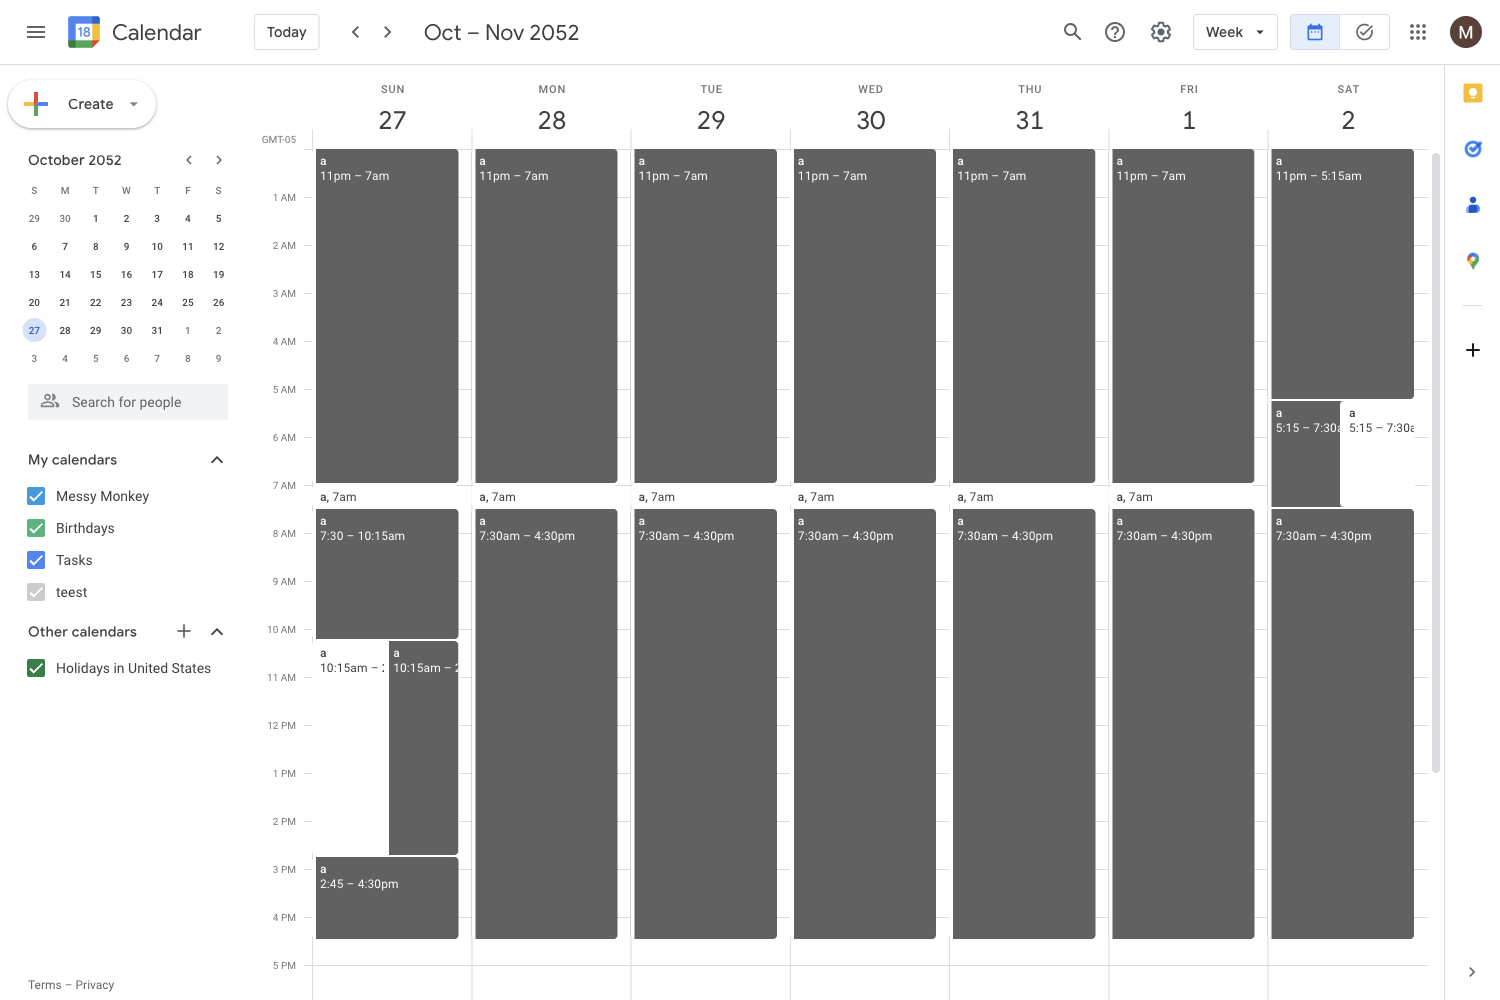 18
Calendar
Today
Oct – Nov 2052
Week
M
Create
October 2052
S M T W T F S
29 30 1 2 3 4 5
6 7 8 9 10 11 12
13 14 15 16 17 18 19
20 21 22 23 24 25 26
27 28 29 30 31 1 2
3 4 5 6 7 8 9
Search for people
My calendars
Messy Monkey
Birthdays
Tasks
teest
Other calendars
Holidays in United States
Terms – Privacy
SUN MON TUE WED THU FRI SAT
27 28 29 30 31 1 2
GMT-05
a a a a a a a
11pm – 7am 11pm – 7am 11pm – 7am 11pm – 7am 11pm – 7am 11pm – 7am 11pm – 5:15am
1 AM
2 AM
3 AM
4 AM
5 AM
a a
5:15 – 7:30a 5:15 – 7:30a
6 AM
7 AM
a, 7am a, 7am a, 7am a, 7am a, 7am a, 7am
a a a a a a a
7:30 – 10:15am 7:30am – 4:30pm 7:30am – 4:30pm 7:30am – 4:30pm 7:30am – 4:30pm 7:30am – 4:30pm 7:30am – 4:30pm
8 AM
9 AM
10 AM
a a
10:15am – 2 10:15am – 2
11 AM
12 PM
1 PM
2 PM
3 PM
a
2:45 – 4:30pm
4 PM
5 PM